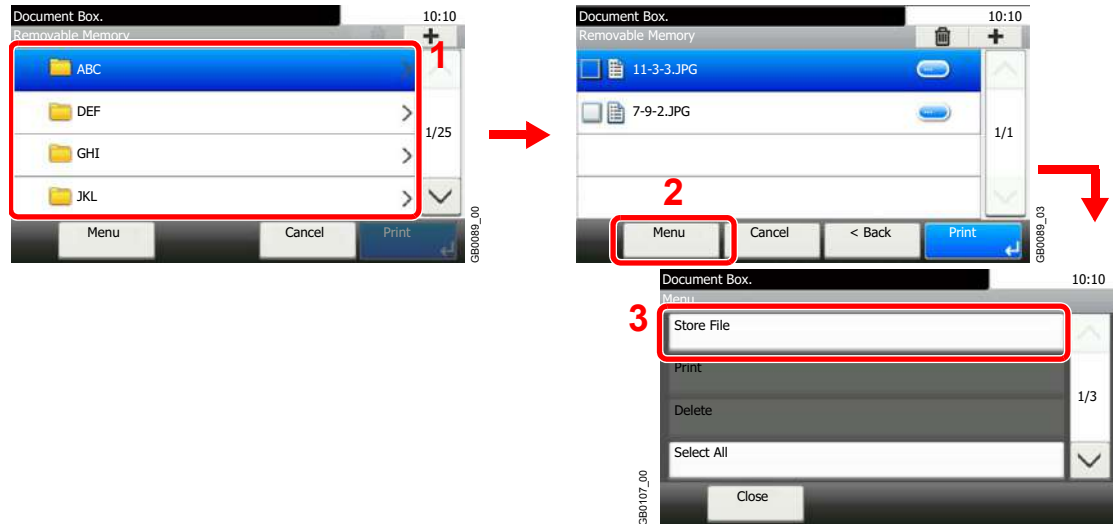 Document Box. 10:10
Removable Memory
1
ABC
DEF
1/25
GHI
JKL
Menu Cancel Print
GB0089_00
Document Box. 10:10
Removable Memory
11-3-3.JPG
7-9-2.JPG
1/1
2
Menu Cancel < Back Print
GB0089_03
Document Box. 10:10
Menu
3
Store File
Print
1/3
Delete
Select All
Close
GB0107_00